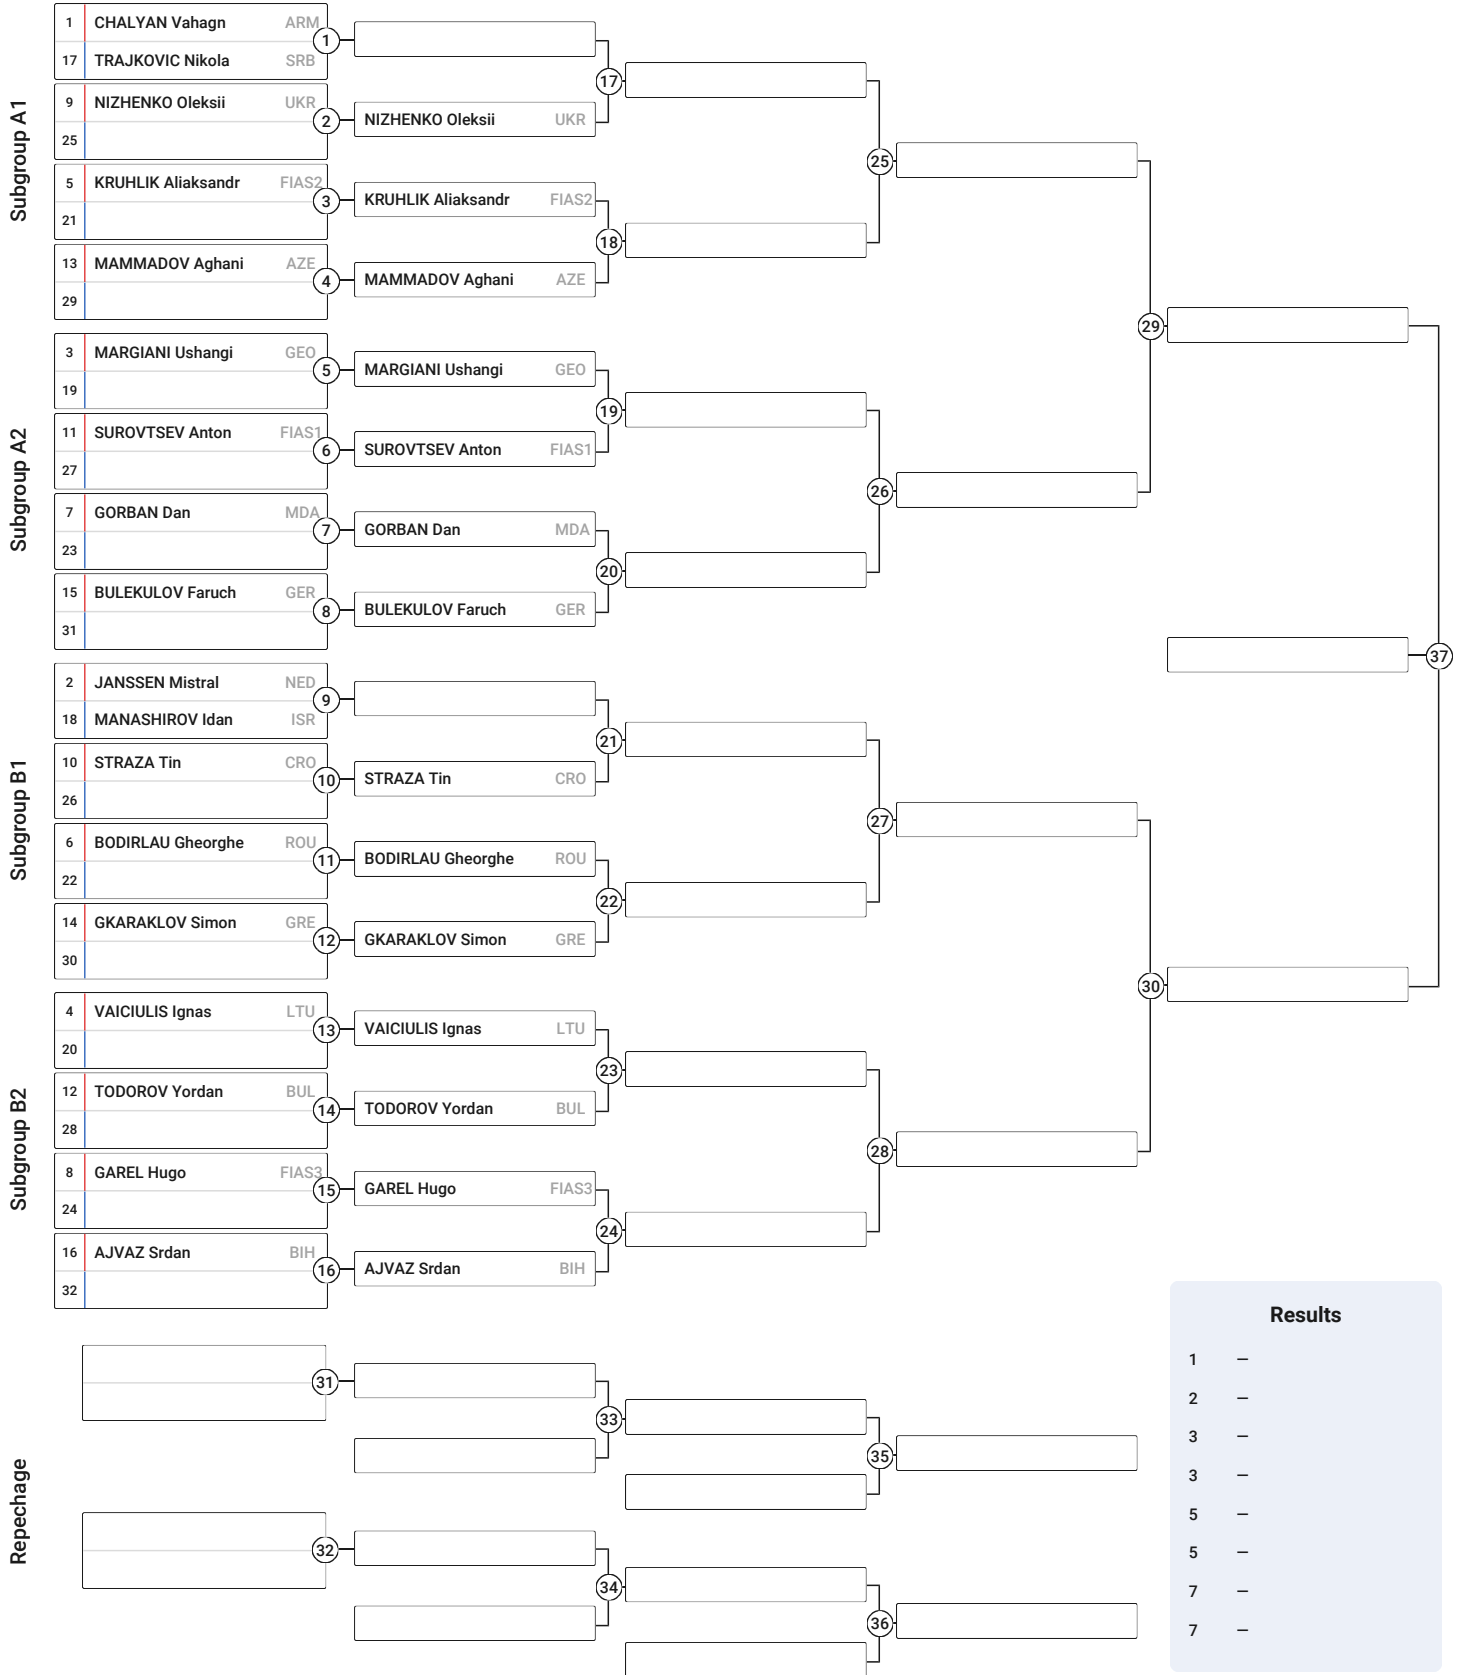 Subgroup A1
1 CHALYAN Vahagn ARM
17 TRAJKOVIC Nikola SRB
1
17
9 NIZHENKO Oleksii UKR
25
2
NIZHENKO Oleksii UKR
25
5 KRUHLIK Aliaksandr FIAS2
21
3
KRUHLIK Aliaksandr FIAS2
18
13 MAMMADOV Aghani AZE
29
4
MAMMADOV Aghani AZE
29
Subgroup A2
3 MARGIANI Ushangi GEO
19
5
MARGIANI Ushangi GEO
19
11 SUROVTSEV Anton FIAS1
27
6
SUROVTSEV Anton FIAS1
26
7 GORBAN Dan MDA
23
7
GORBAN Dan MDA
20
15 BULEKULOV Faruch GER
31
8
BULEKULOV Faruch GER
37
Subgroup B1
2 JANSSEN Mistral NED
18 MANASHIROV Idan ISR
9
21
10 STRAZA Tin CRO
26
10
STRAZA Tin CRO
27
6 BODIRLAU Gheorghe ROU
22
11
BODIRLAU Gheorghe ROU
22
14 GKARAKLOV Simon GRE
30
12
GKARAKLOV Simon GRE
30
Subgroup B2
4 VAICIULIS Ignas LTU
20
13
VAICIULIS Ignas LTU
23
12 TODOROV Yordan BUL
28
14
TODOROV Yordan BUL
28
8 GAREL Hugo FIAS3
24
15
GAREL Hugo FIAS3
24
16 AJVAZ Srdan BIH
32
16
AJVAZ Srdan BIH
Repechage
31
33
35
32
34
36
Results
1 –
2 –
3 –
3 –
5 –
5 –
7 –
7 –